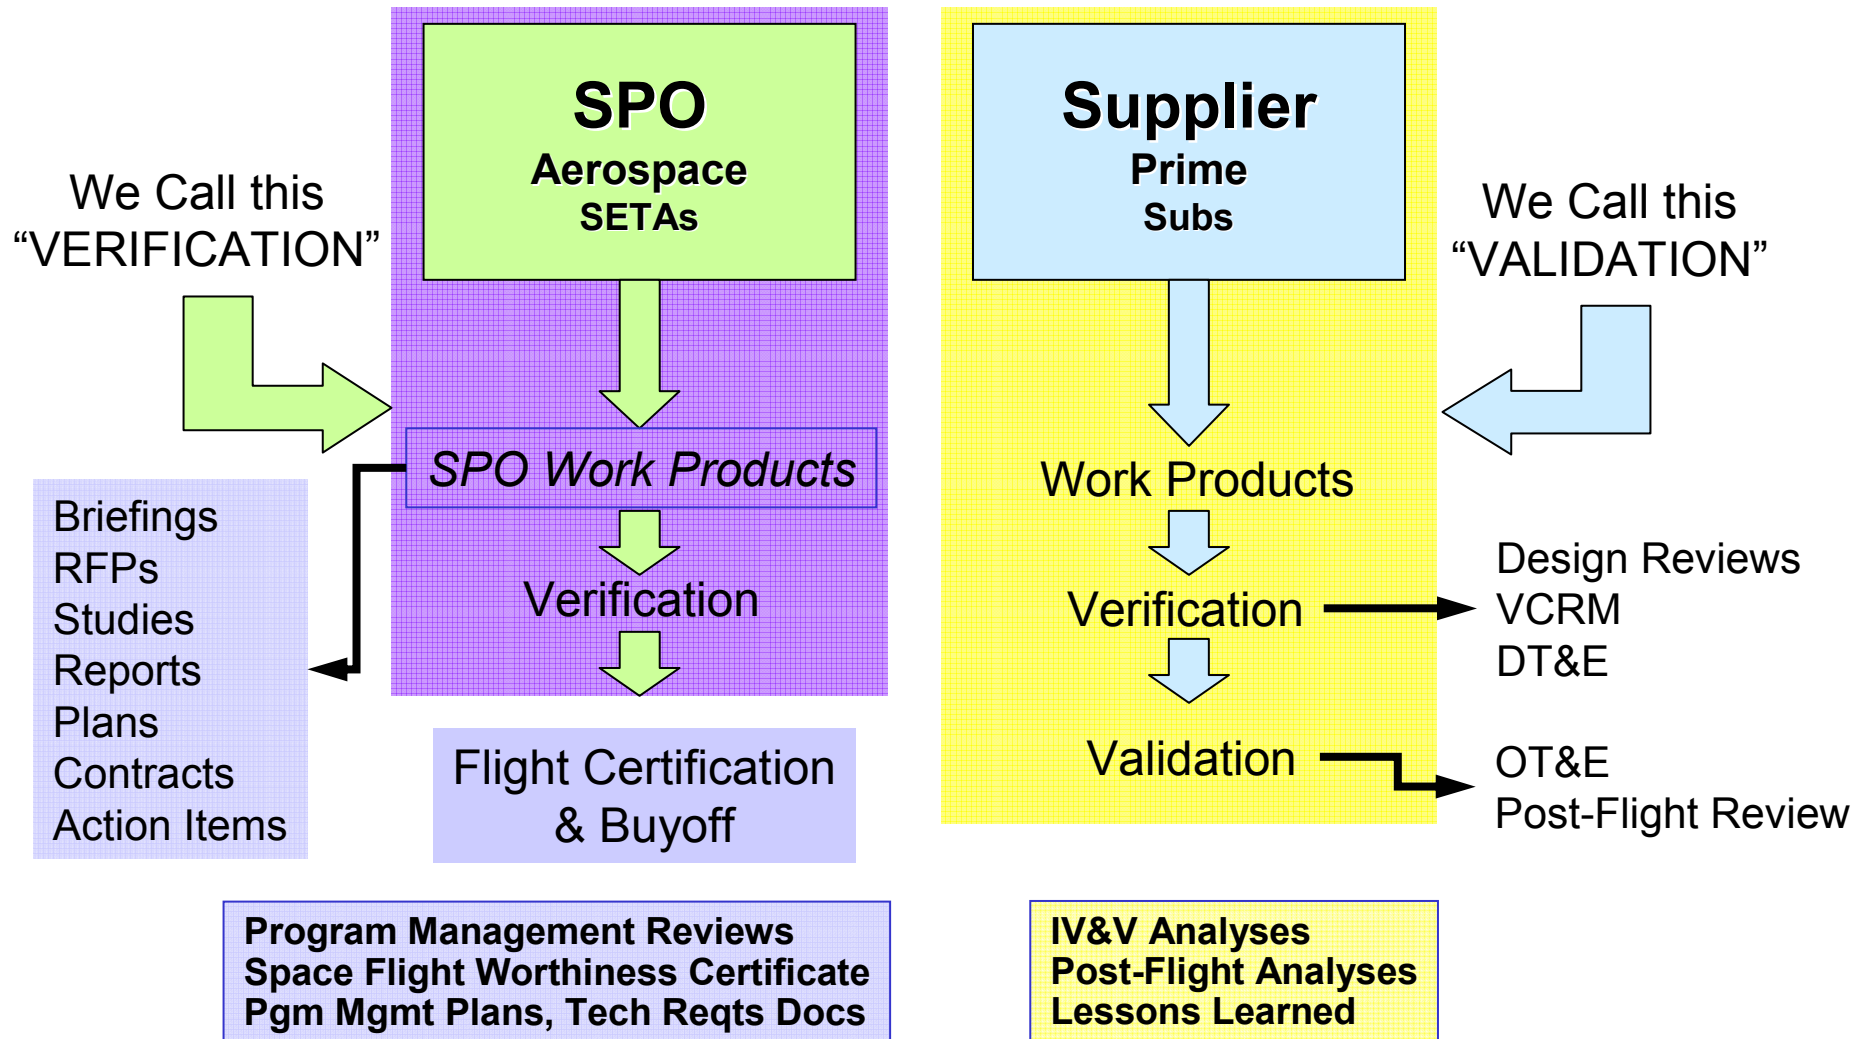 SPO
Aerospace
SETAs
Supplier
Prime
Subs
We Call this
“VERIFICATION”
We Call this
“VALIDATION”
SPO Work Products
Work Products
Briefings
RFPs
Studies
Reports
Plans
Contracts
Action Items
Verification
Verification
Design Reviews
VCRM
DT&E
Flight Certification
& Buyoff
Validation
OT&E
Post-Flight Review
Program Management Reviews
Space Flight Worthiness Certificate
Pgm Mgmt Plans, Tech Reqts Docs
IV&V Analyses
Post-Flight Analyses
Lessons Learned